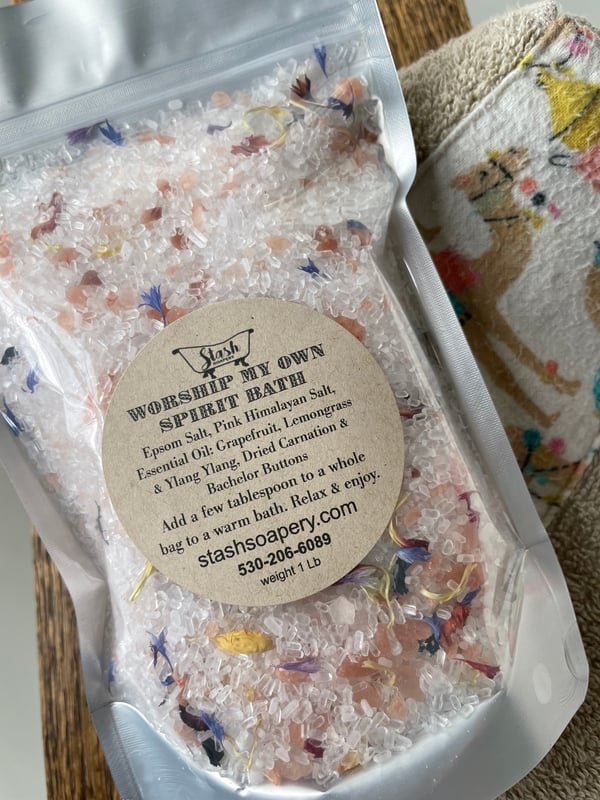 Stash
SOAPERY
WORSHIP MY OWN
SPIRIT BATH
Epsom Salt, Pink Himalayan Salt,
Essential Oil: Grapefruit, Lemongrass
& Ylang Ylang, Dried Carnation &
Bachelor Buttons
Add a few tablespoon to a whole
bag to a warm bath. Relax & enjoy.
stashsoapery.com
530-206-6089
weight 1 Lb